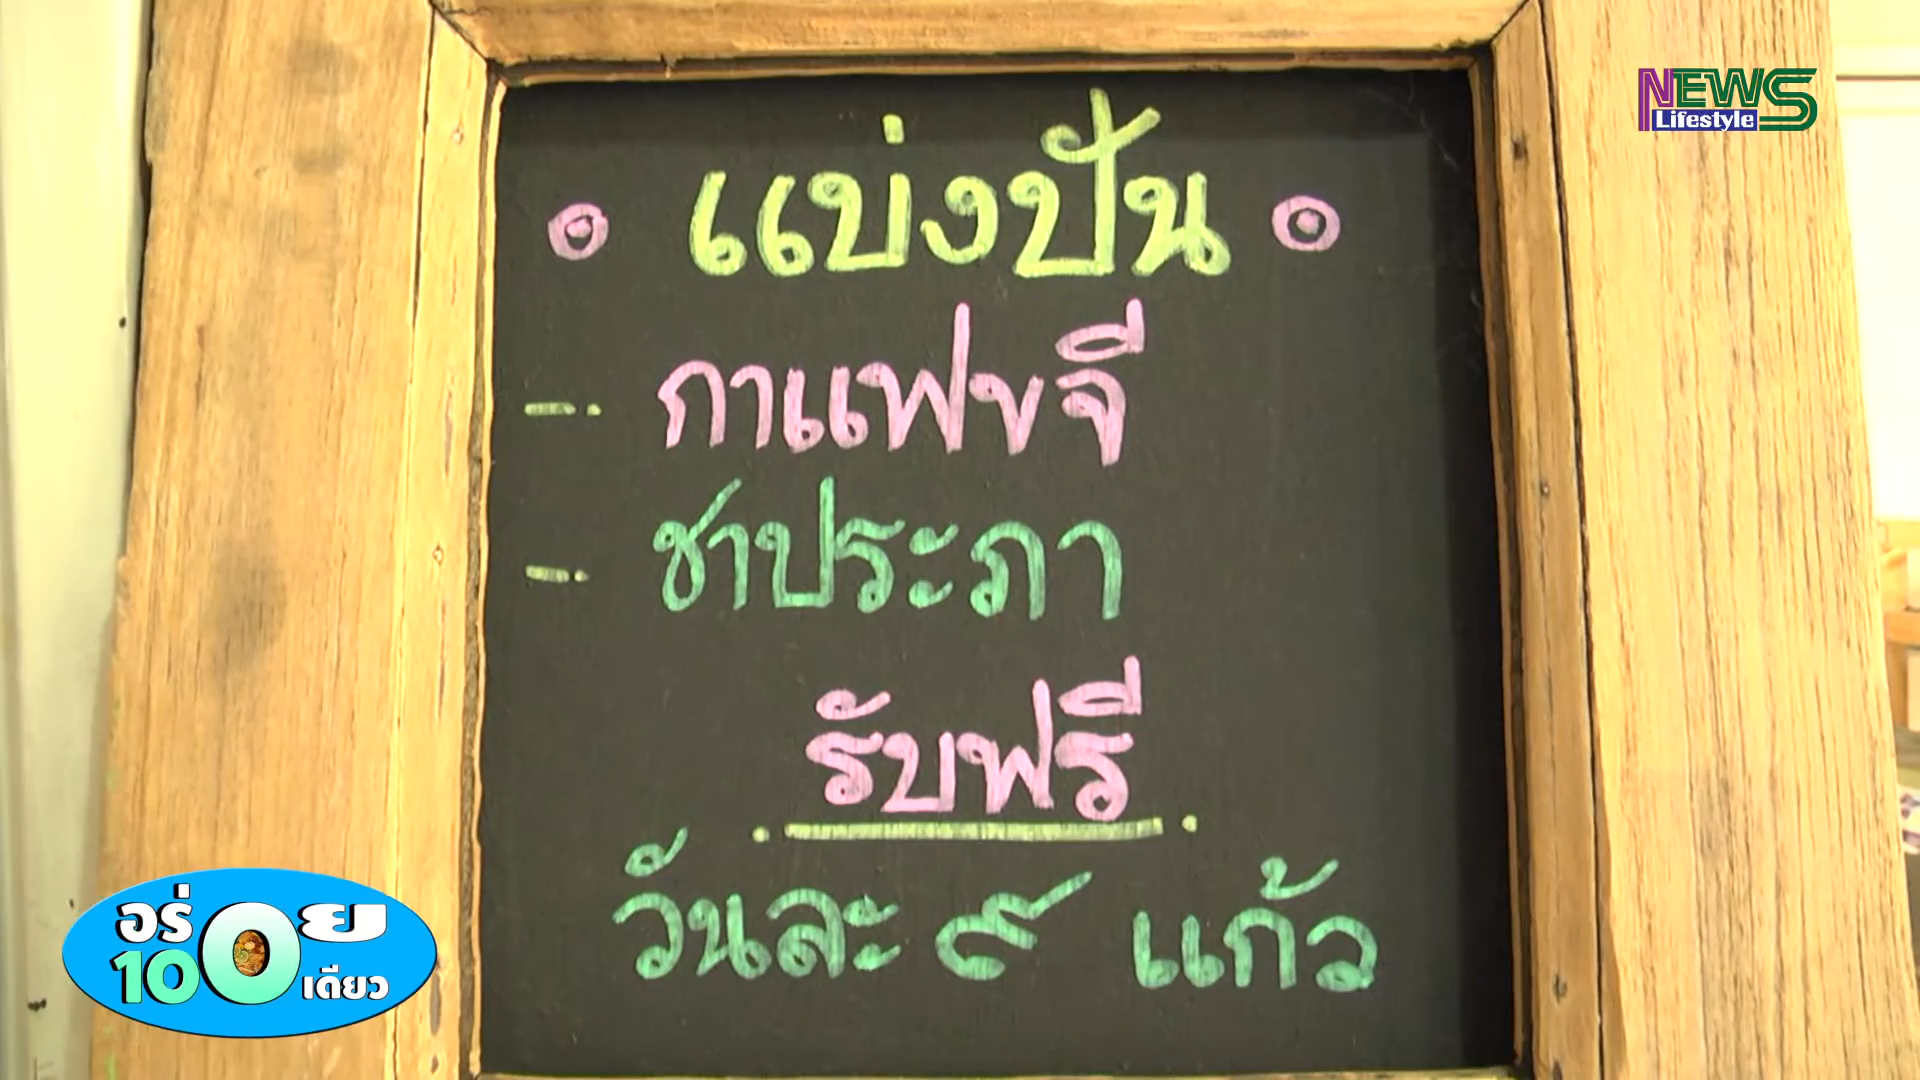 NEWS
Lifestyle
แบ่งปัน
กาแฟขจี
ชาประภา
รับฟรี
วันละ ๙ แก้ว
อร่อย
100 เดียว